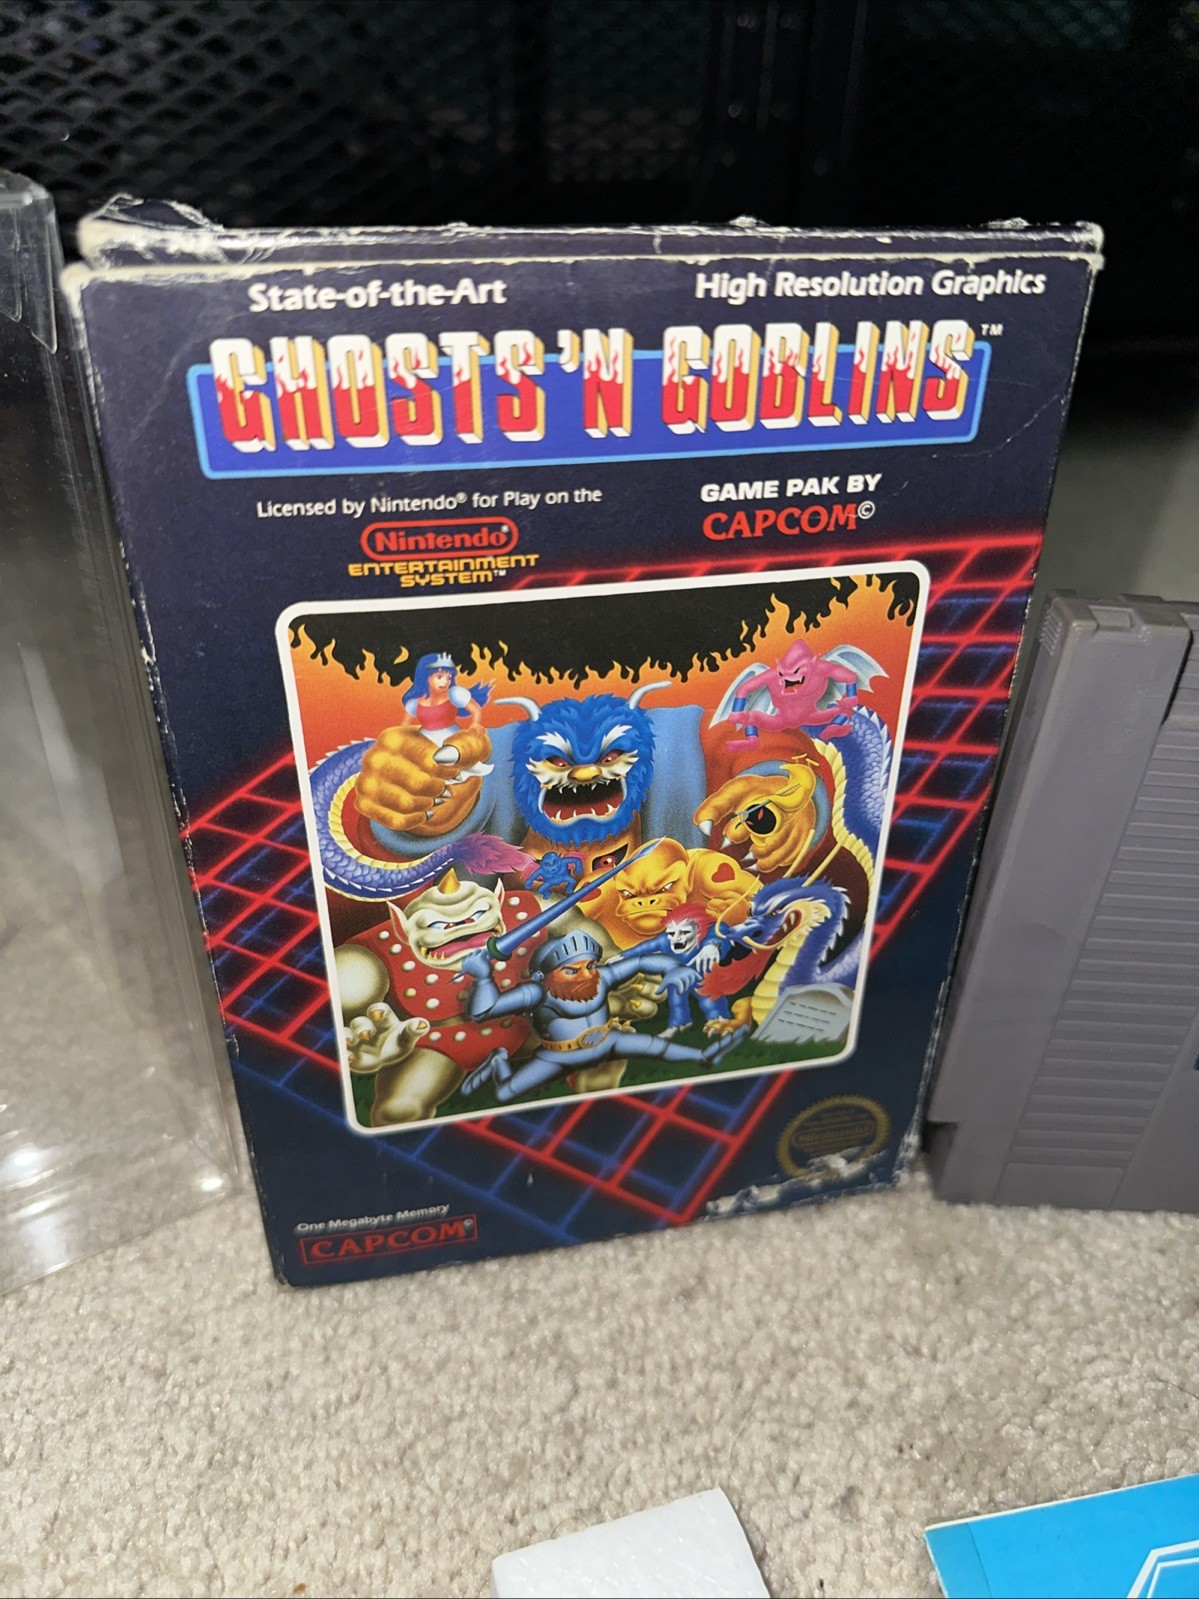 State-of-the-Art
High Resolution Graphics
GHOSTS 'N GOBLINS™
Licensed by Nintendo® for Play on the
Nintendo®
ENTERTAINMENT
SYSTEM™
GAME PAK BY
CAPCOM©
Nintendo
One Megabyte Memory
CAPCOM©